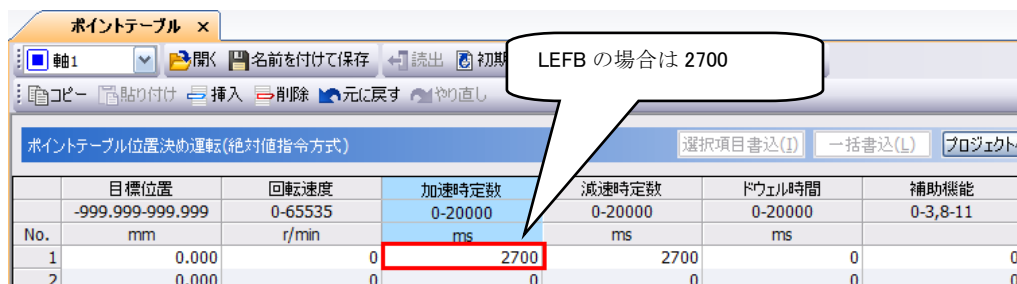 ポイントテーブル ×
軸1 開く 名前を付けて保存 読出 初期
LEFB の場合は 2700
コピー 貼り付け 挿入 削除 元に戻す やり直し
ポイントテーブル位置決め運転(絶対値指令方式) 選択項目書込(I) 一括書込(L) プロジェクト
目標位置 回転速度 加速時定数 減速時定数 ドウェル時間 補助機能
-999.999-999.999 0-65535 0-20000 0-20000 0-20000 0-3,8-11
No. mm r/min ms ms ms
1 0.000 0 2700 2700 0 0
2 0.000 0 0 0 0 0